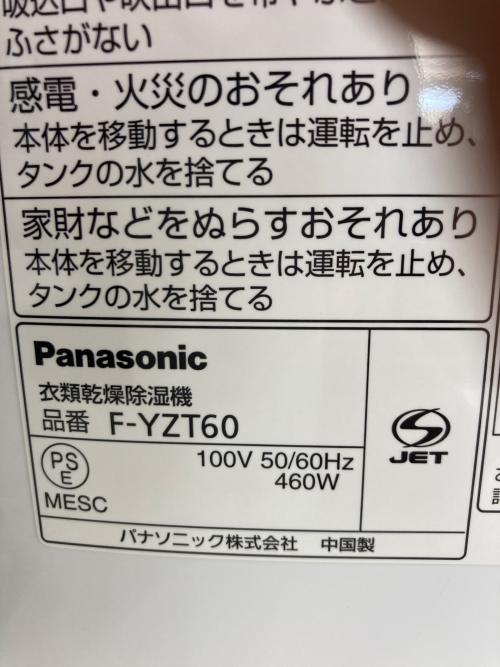 ふさがない
感電・火災のおそれあり
本体を移動するときは運転を止め、
タンクの水を捨てる
家財などをぬらすおそれあり
本体を移動するときは運転を止め、
タンクの水を捨てる
Panasonic
衣類乾燥除湿機
品番 F-YZT60
PS
E
MESC
100V 50/60Hz
460W
S
JET
パナソニック株式会社 中国製